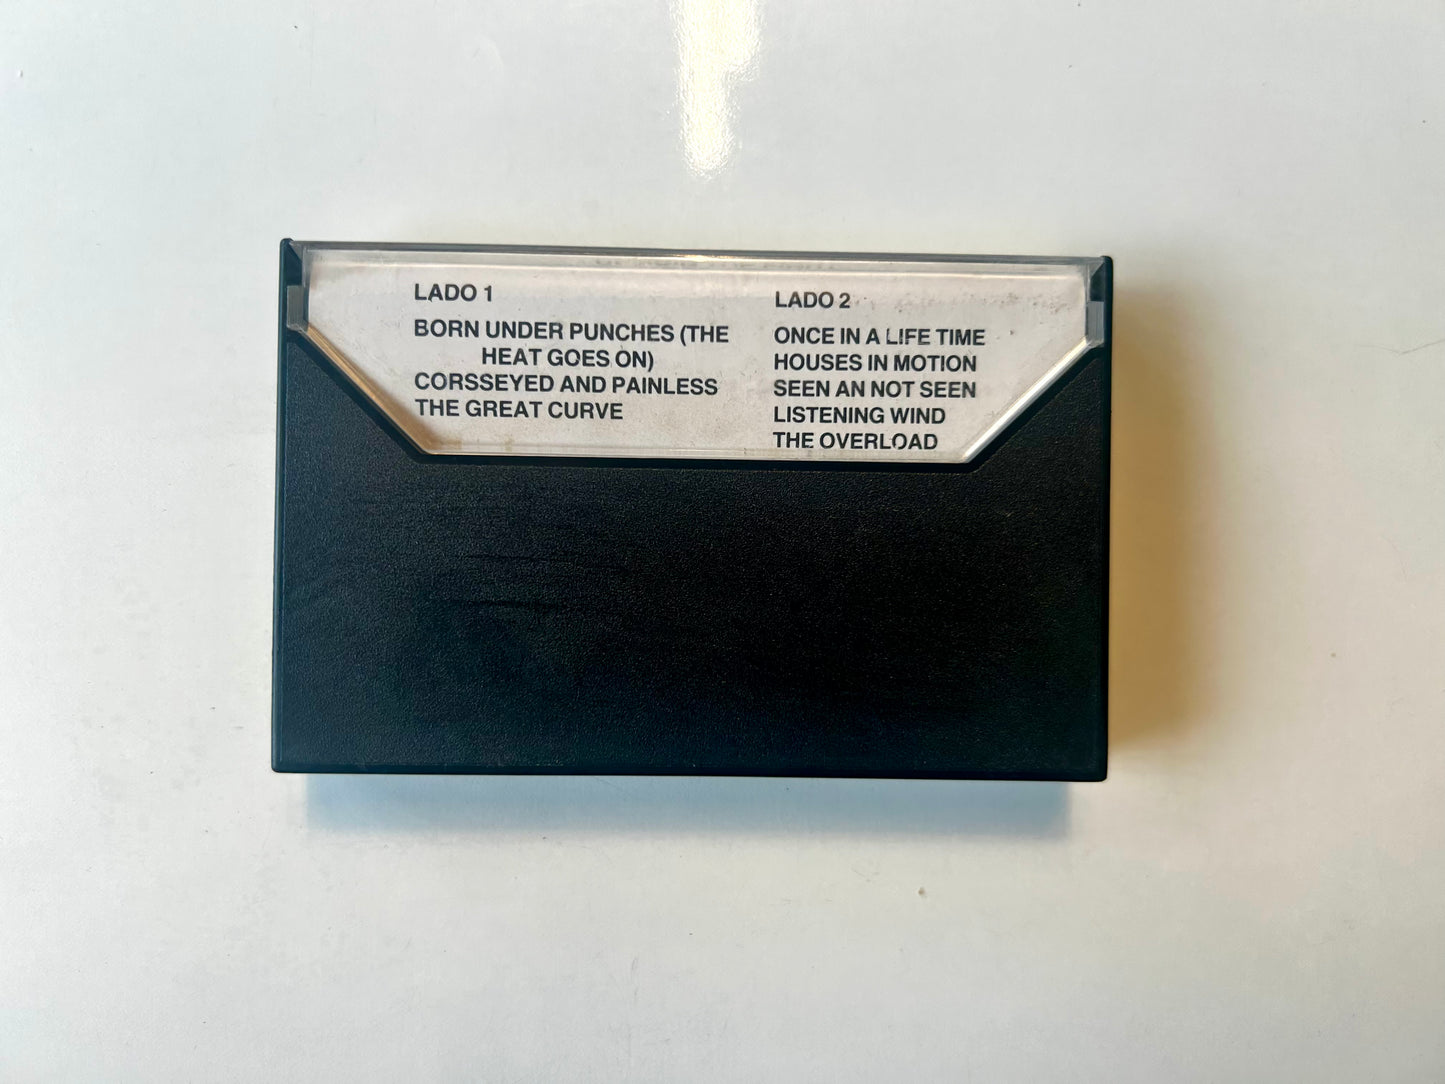 LADO 1
BORN UNDER PUNCHES (THE
HEAT GOES ON)
CORSSEYED AND PAINLESS
THE GREAT CURVE
LADO 2
ONCE IN A LIFE TIME
HOUSES IN MOTION
SEEN AN NOT SEEN
LISTENING WIND
THE OVERLOAD